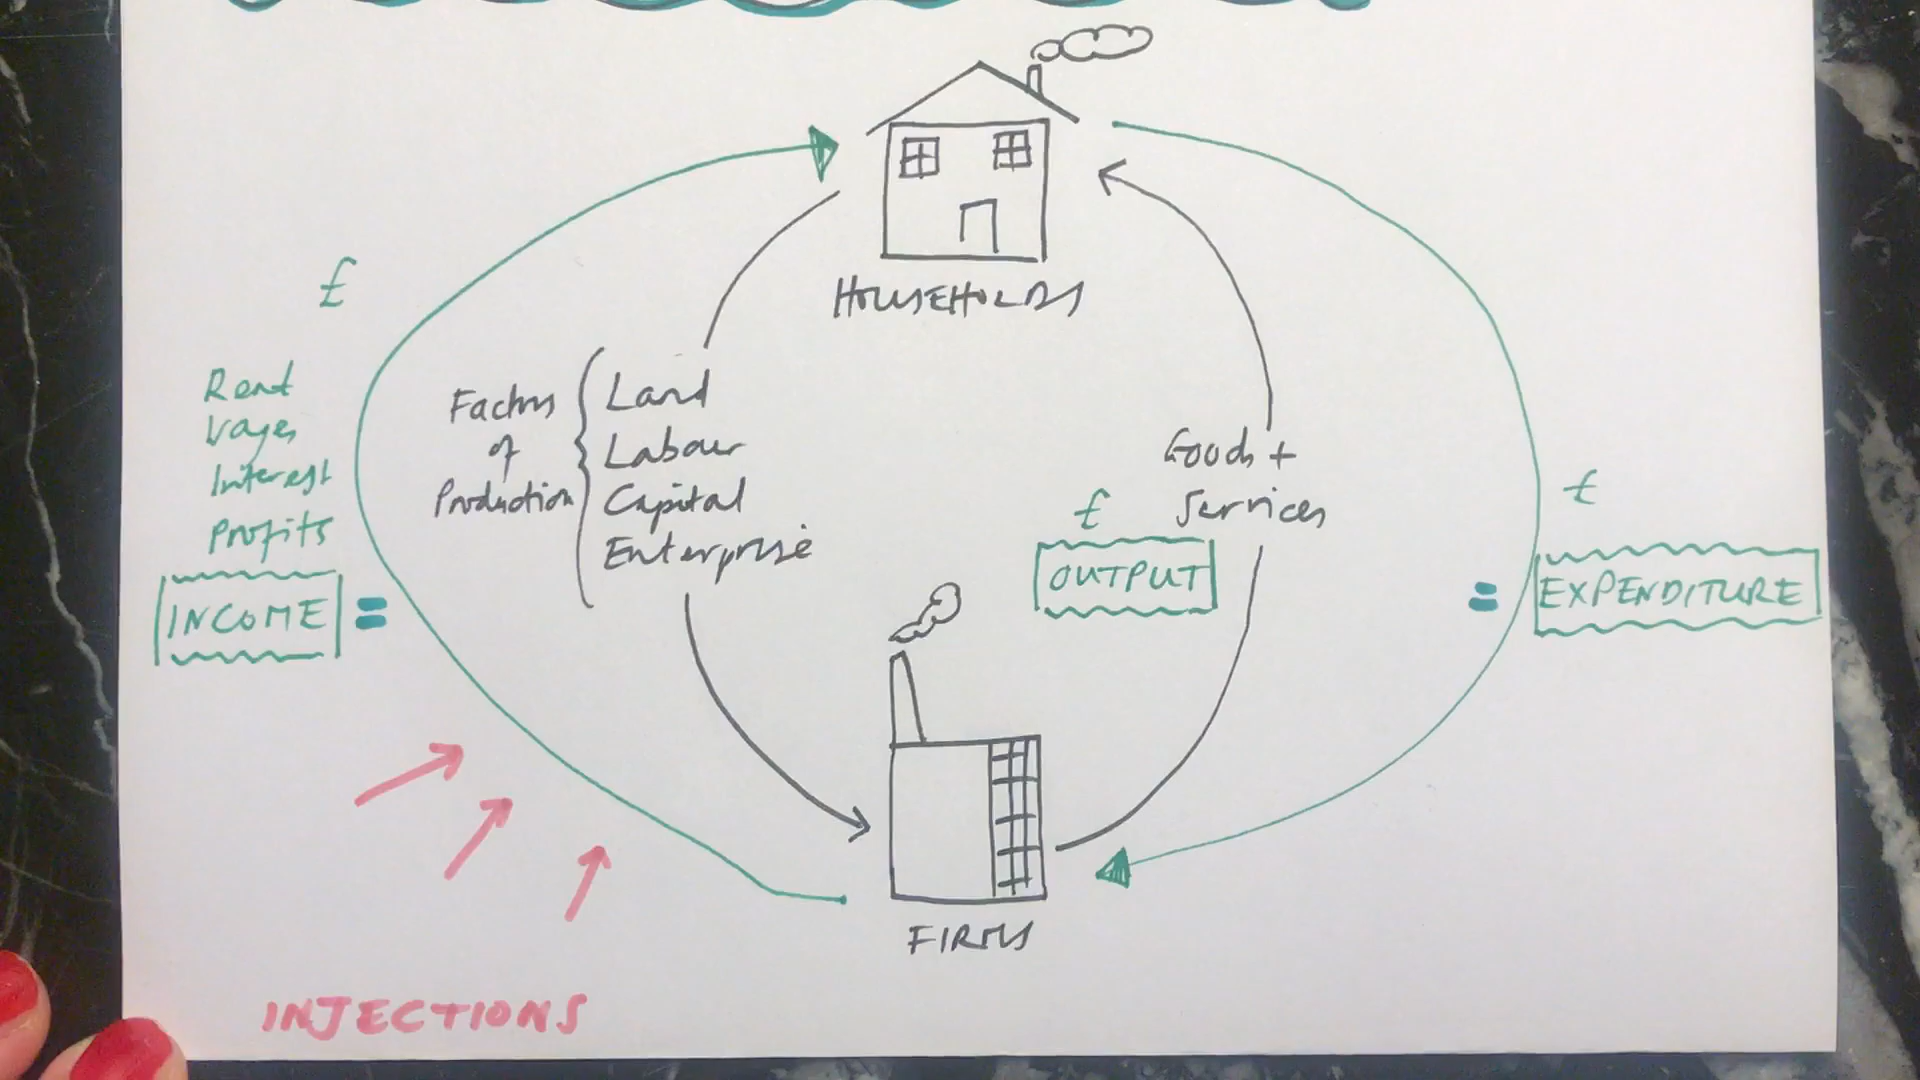 HOUSEHOLDS
£
Rent
Wages
Interest
Profits
INCOME =
Factors
of
Production
Land
Labour
Capital
Enterprise
Goods +
Services
£
OUTPUT
£
= EXPENDITURE
FIRMS
INJECTIONS